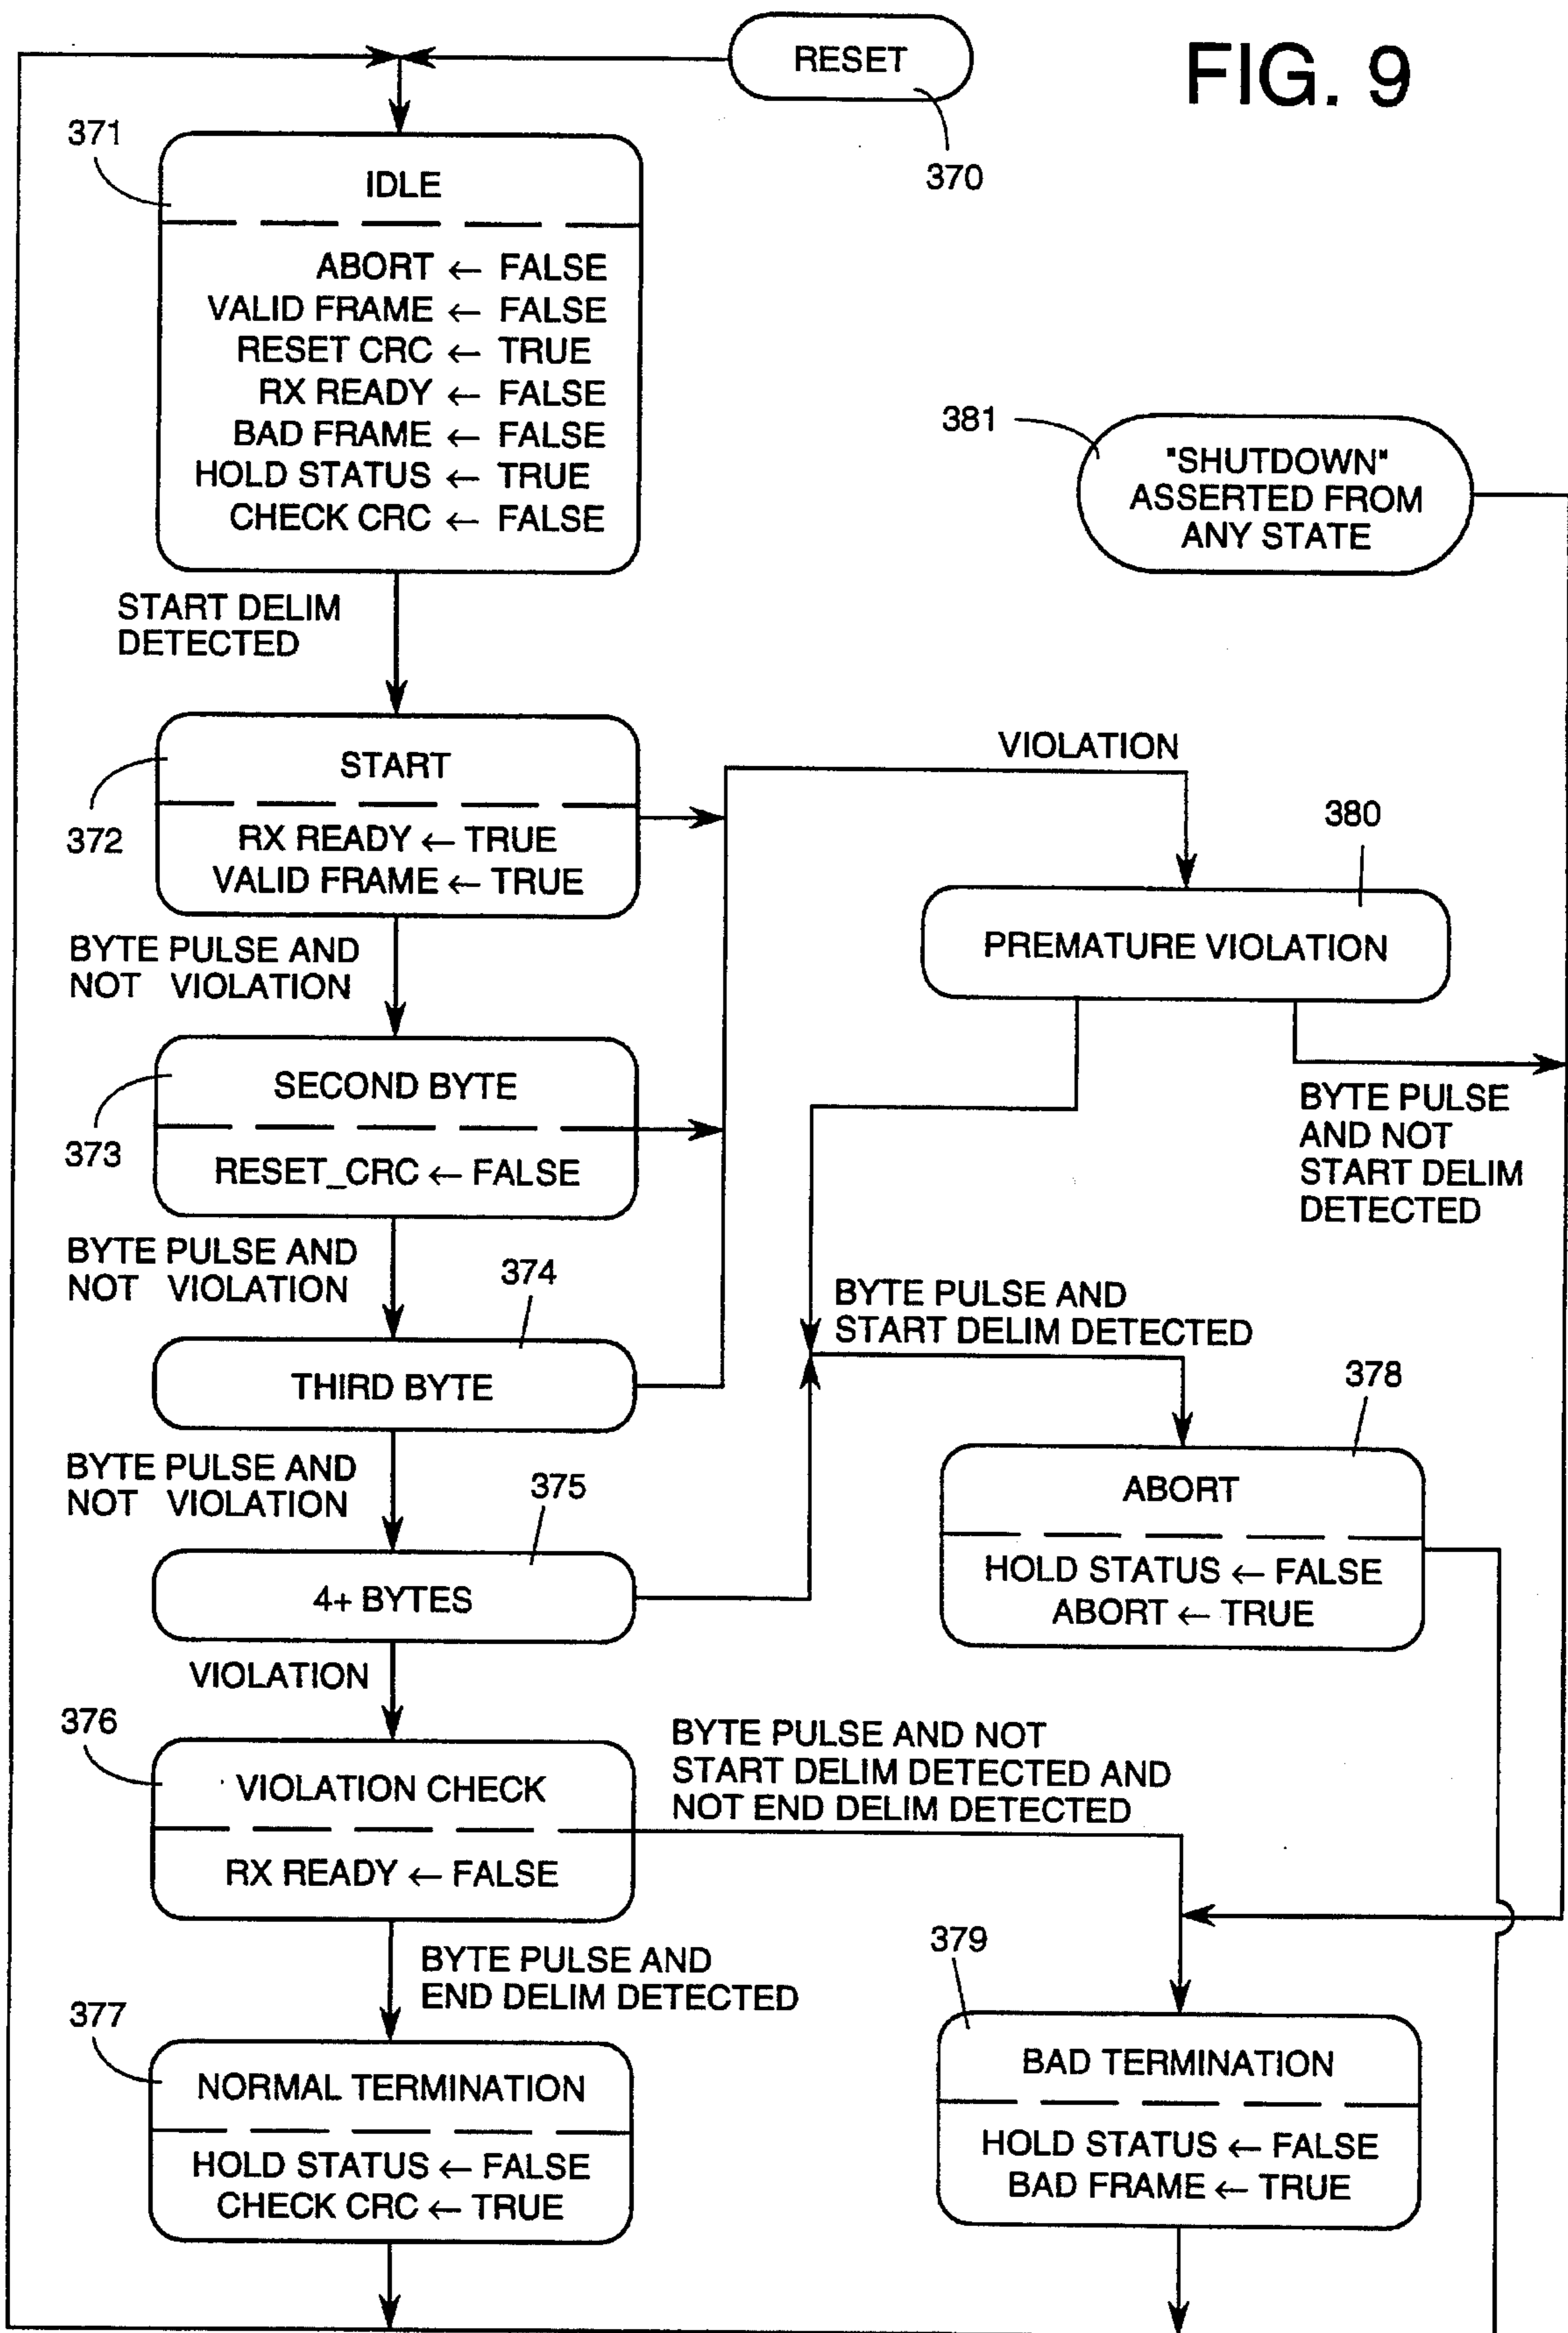 FIG. 9
RESET
370
371
IDLE
ABORT ← FALSE
VALID FRAME ← FALSE
RESET CRC ← TRUE
RX READY ← FALSE
BAD FRAME ← FALSE
HOLD STATUS ← TRUE
CHECK CRC ← FALSE
381
"SHUTDOWN"
ASSERTED FROM
ANY STATE
START DELIM
DETECTED
START
372
RX READY ← TRUE
VALID FRAME ← TRUE
VIOLATION
380
PREMATURE VIOLATION
BYTE PULSE AND
NOT VIOLATION
SECOND BYTE
373
RESET_CRC ← FALSE
BYTE PULSE
AND NOT
START DELIM
DETECTED
BYTE PULSE AND
NOT VIOLATION
374
THIRD BYTE
BYTE PULSE AND
START DELIM DETECTED
378
ABORT
HOLD STATUS ← FALSE
ABORT ← TRUE
BYTE PULSE AND
NOT VIOLATION
375
4+ BYTES
VIOLATION
376
VIOLATION CHECK
RX READY ← FALSE
BYTE PULSE AND NOT
START DELIM DETECTED AND
NOT END DELIM DETECTED
BYTE PULSE AND
END DELIM DETECTED
377
NORMAL TERMINATION
HOLD STATUS ← FALSE
CHECK CRC ← TRUE
379
BAD TERMINATION
HOLD STATUS ← FALSE
BAD FRAME ← TRUE